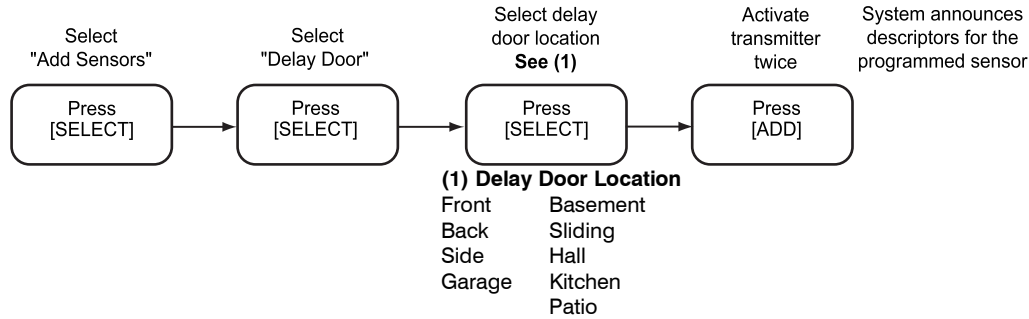 Select
"Add Sensors"
Press
[SELECT]
Select
"Delay Door"
Press
[SELECT]
Select delay
door location
See (1)
Press
[SELECT]
Activate
transmitter
twice
Press
[ADD]
System announces
descriptors for the
programmed sensor
(1) Delay Door Location
Front
Back
Side
Garage
Basement
Sliding
Hall
Kitchen
Patio